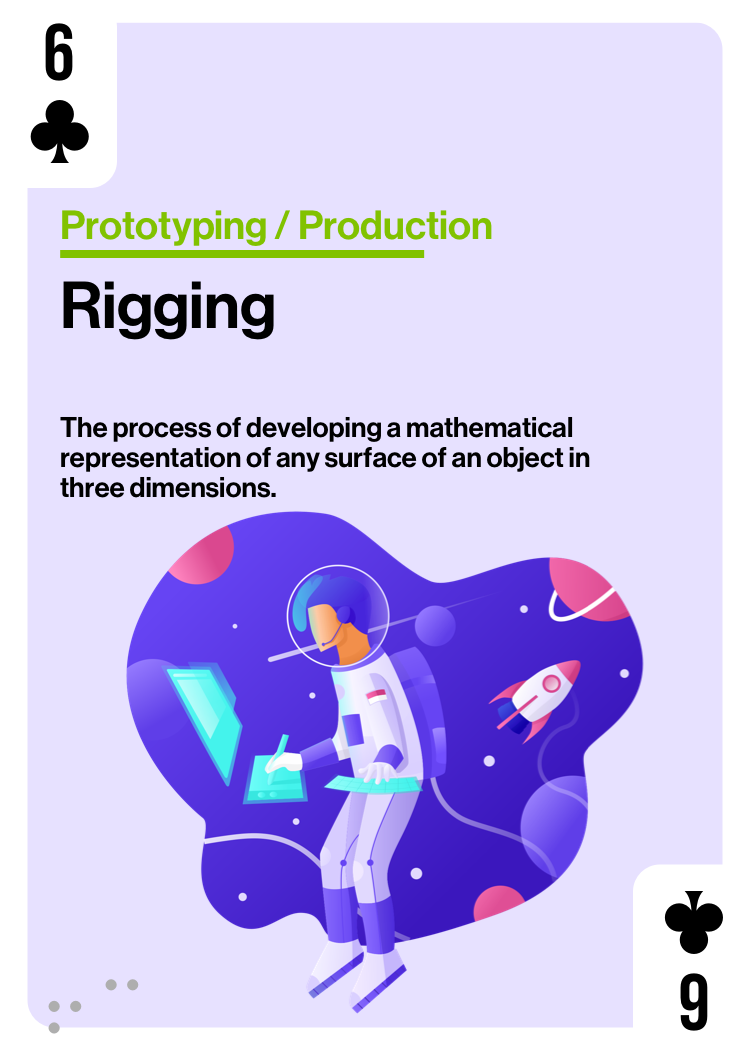 6
Prototyping / Production
Rigging
The process of developing a mathematical
representation of any surface of an object in
three dimensions.
6